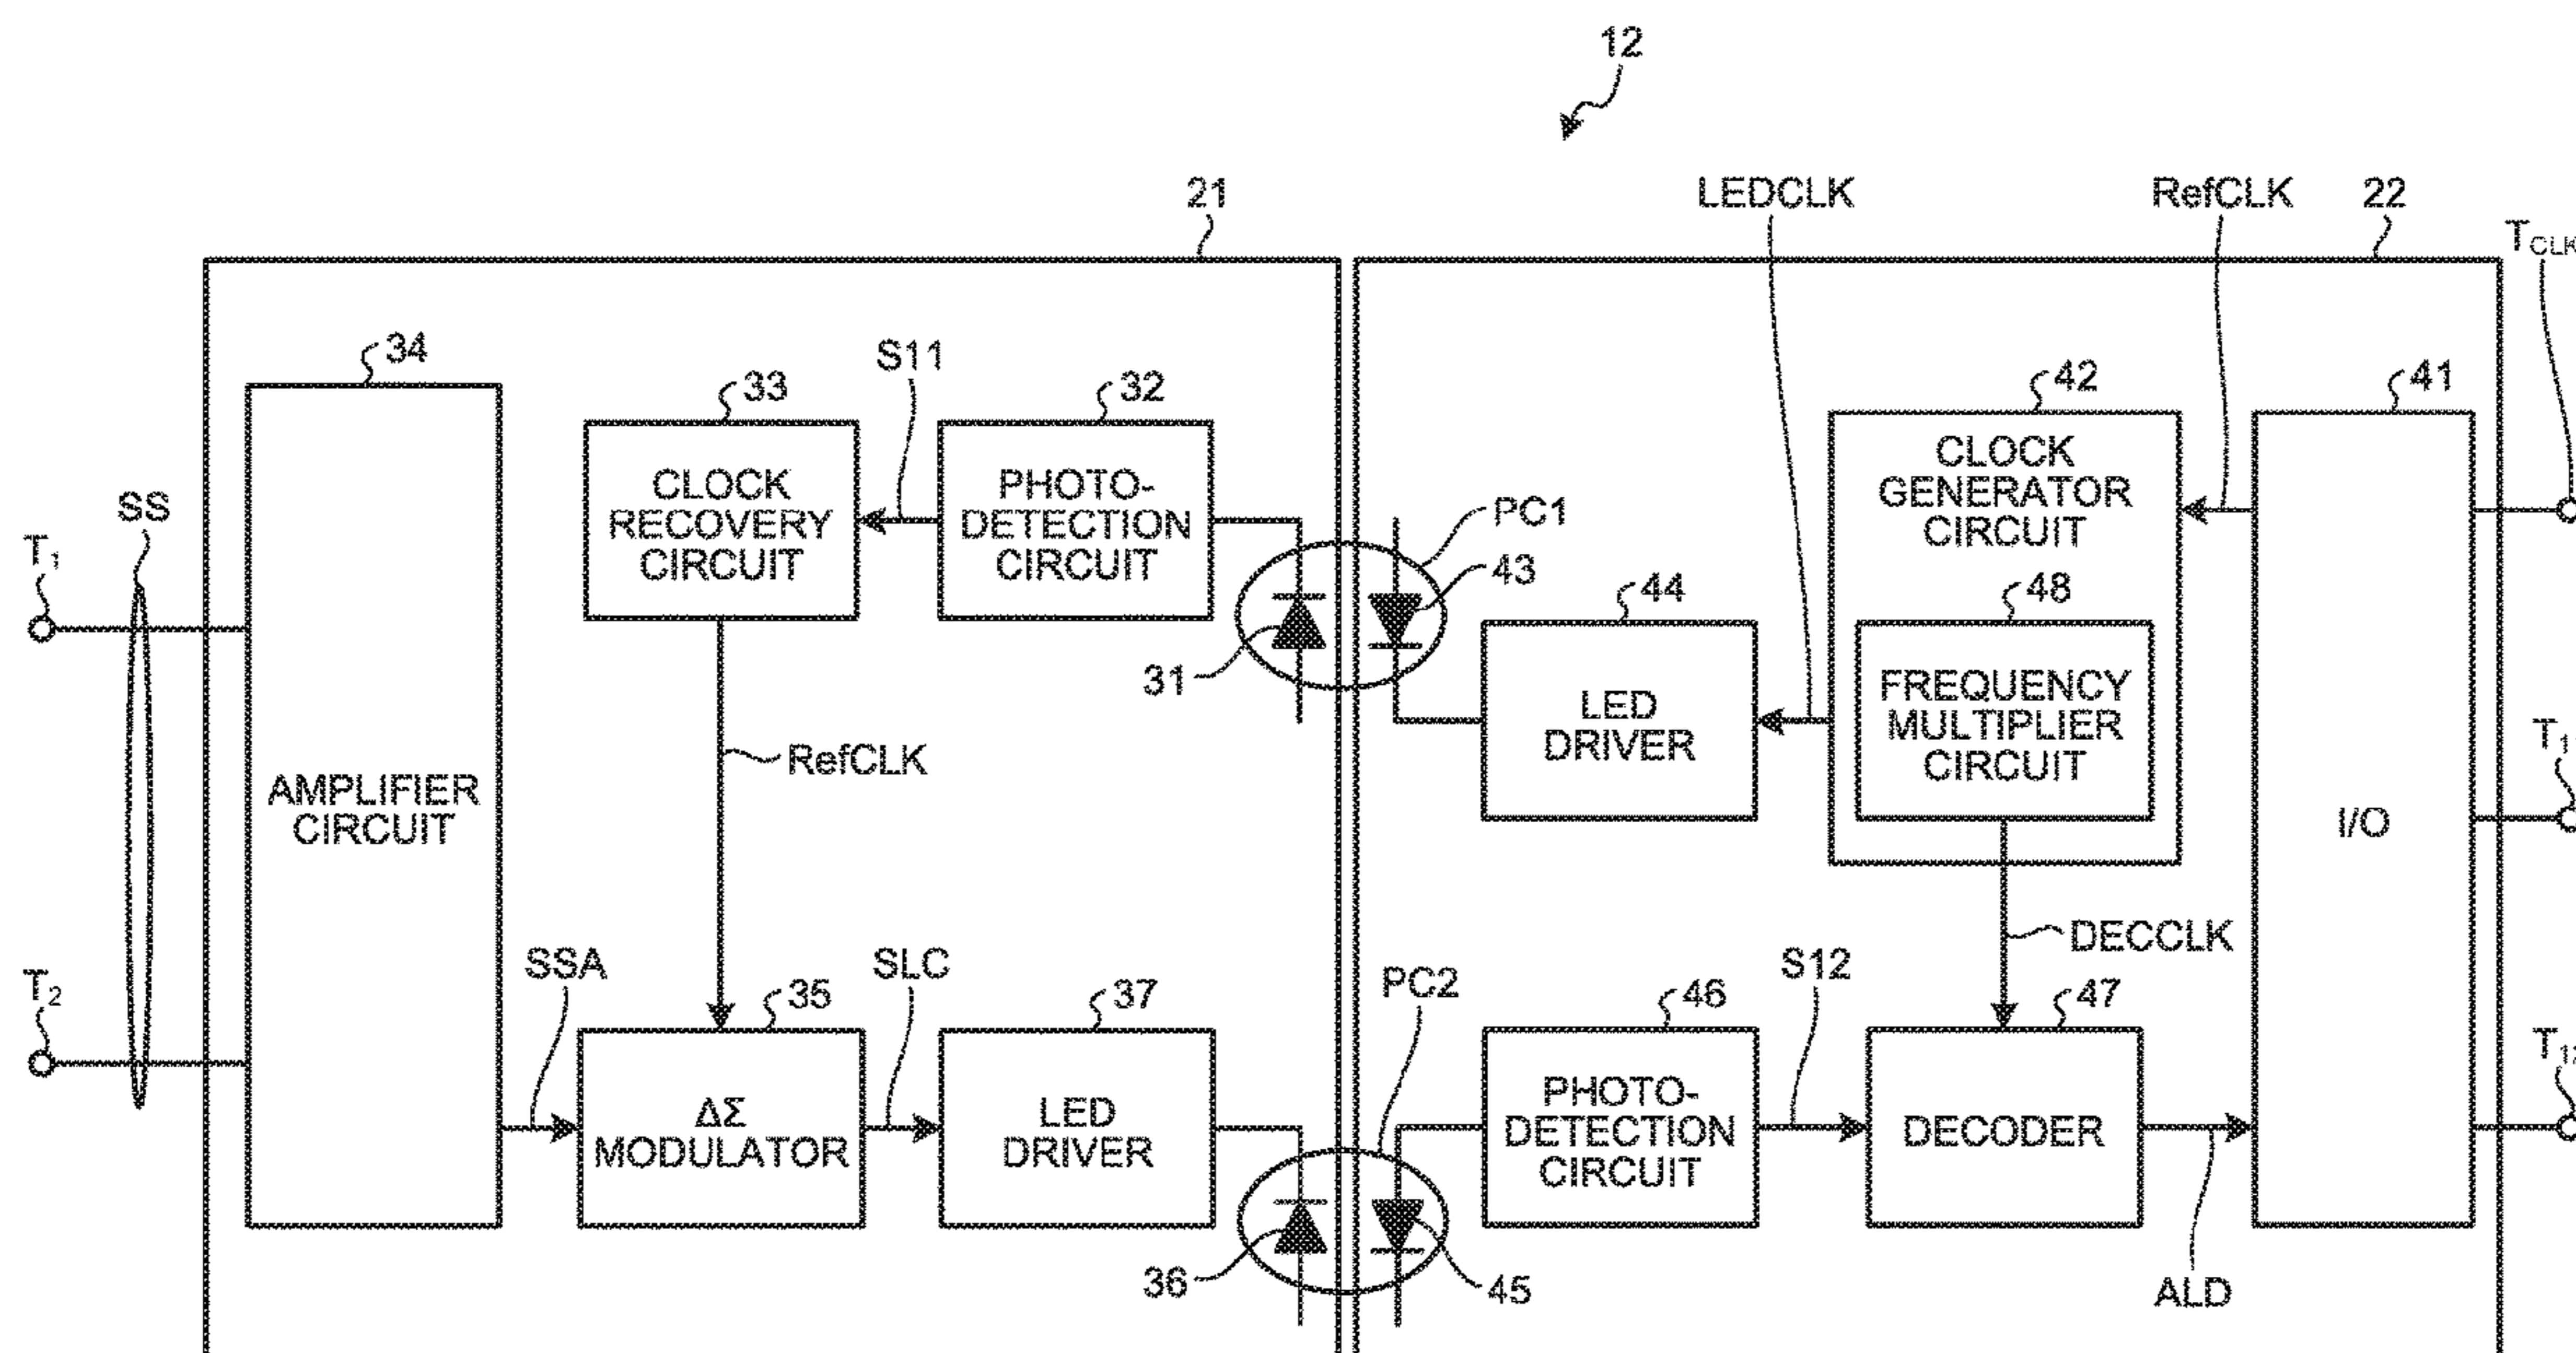 12
21
LEDCLK
RefCLK
22
TCLK
34
33
S11
32
42
41
CLOCK
RECOVERY
CIRCUIT
PHOTO-
DETECTION
CIRCUIT
CLOCK
GENERATOR
CIRCUIT
PC1
43
SS
T1
44
48
31
LED
DRIVER
FREQUENCY
MULTIPLIER
CIRCUIT
RefCLK
AMPLIFIER
CIRCUIT
I/O
DECCLK
SSA
SLC
PC2
S12
T2
35
37
46
47
ΔΣ
MODULATOR
LED
DRIVER
PHOTO-
DETECTION
CIRCUIT
DECODER
36
45
ALD